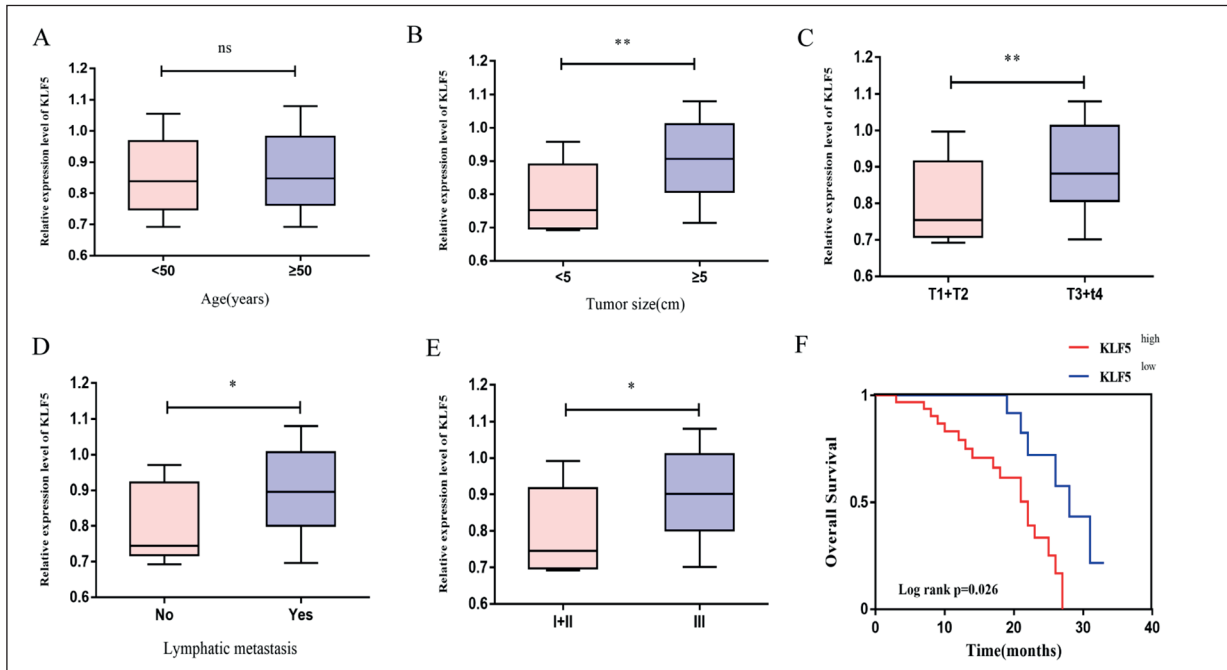 A
ns
Relative expression level of KLF5
1.2
1.1
1.0
0.9
0.8
0.7
0.6
<50
≥50
Age(years)
B
**
Relative expression level of KLF5
1.2
1.1
1.0
0.9
0.8
0.7
0.6
<5
≥5
Tumor size(cm)
C
**
Relative expression level of KLF5
1.2
1.1
1.0
0.9
0.8
0.7
0.6
T1+T2
T3+t4
D
*
Relative expression level of KLF5
1.2
1.1
1.0
0.9
0.8
0.7
0.6
No
Yes
Lymphatic metastasis
E
*
Relative expression level of KLF5
1.2
1.1
1.0
0.9
0.8
0.7
0.6
I+II
III
F
KLF5 high
KLF5 low
Overall Survival
1
0.5
0
Log rank p=0.026
0
10
20
30
40
Time(months)